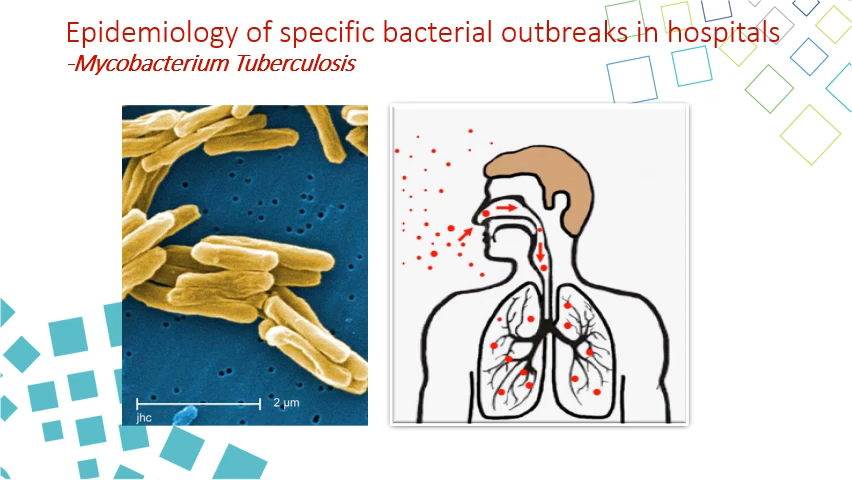 Epidemiology of specific bacterial outbreaks in hospitals
-Mycobacterium Tuberculosis
2 µm
jhc